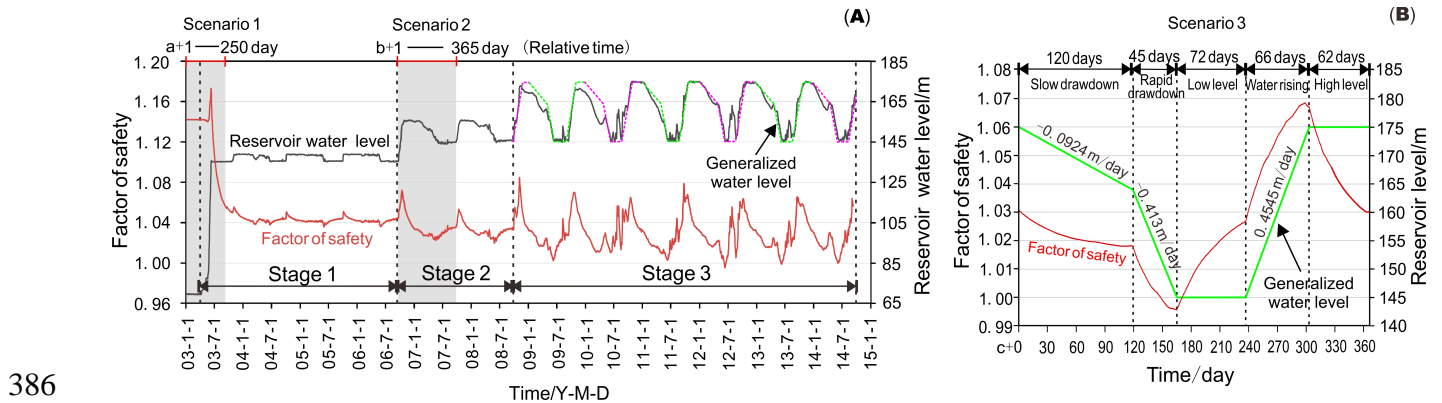 Scenario 1
a+1 — 250 day
Scenario 2
b+1 — 365 day
(Relative time)
(A)
Factor of safety
1.20
1.16
1.12
1.08
1.04
1.00
0.96
Reservoir water level
Factor of safety
Generalized
water level
Stage 1
Stage 2
Stage 3
185
165
145
125
105
85
65
Reservoir water level/m
03-1-1
03-7-1
04-1-1
04-7-1
05-1-1
05-7-1
06-1-1
06-7-1
07-1-1
07-7-1
08-1-1
08-7-1
09-1-1
09-7-1
10-1-1
10-7-1
11-1-1
11-7-1
12-1-1
12-7-1
13-1-1
13-7-1
14-1-1
14-7-1
15-1-1
Time/Y-M-D
386
Scenario 3
(B)
120 days
45 days
72 days
66 days
62 days
Slow drawdown
Rapid
drawdown
Low level
Water rising
High level
Factor of safety
1.08
1.07
1.06
1.05
1.04
1.03
1.02
1.01
1.00
0.99
-0.0924 m/day
-0.413 m/day
0.4545 m/day
Factor of safety
Generalized
water level
185
180
175
170
165
160
155
150
145
140
Reservoir level/m
c+0 30 60 90 120 150 180 210 240 270 300 330 360
Time/day